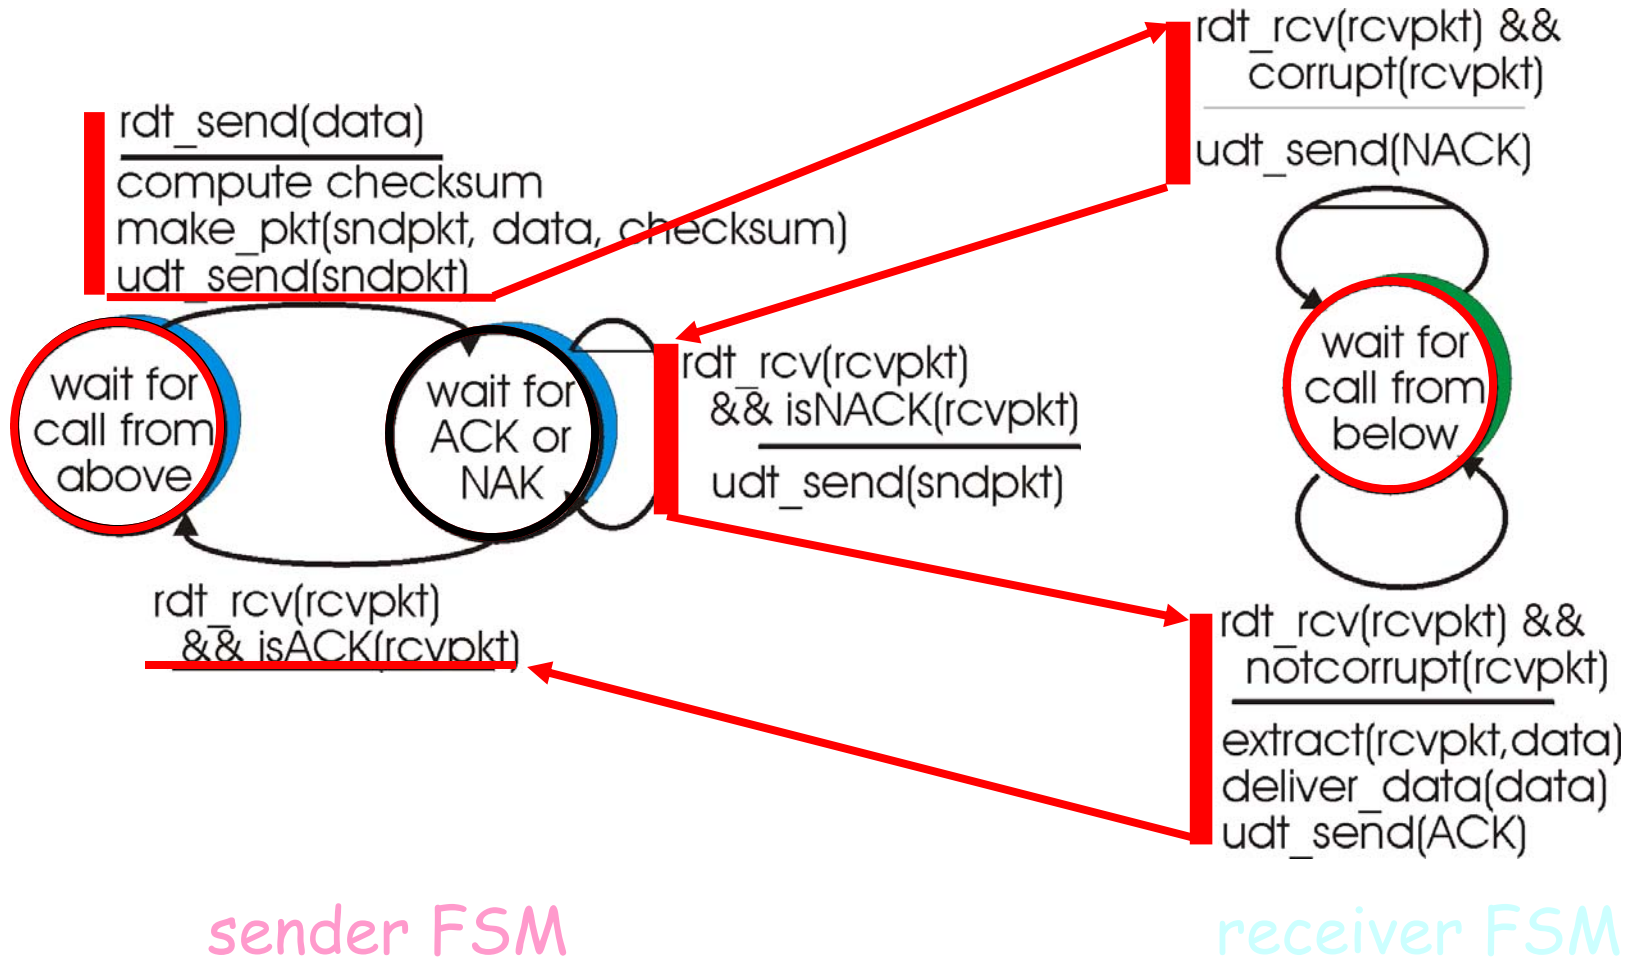 rdt_send(data)
compute checksum
make_pkt(sndpkt, data, checksum)
udt_send(sndpkt)
wait for
call from
above
wait for
ACK or
NAK
rdt_rcv(rcvpkt)
&& isNACK(rcvpkt)
udt_send(sndpkt)
rdt_rcv(rcvpkt)
&& isACK(rcvpkt)
sender FSM
rdt_rcv(rcvpkt) &&
corrupt(rcvpkt)
udt_send(NACK)
wait for
call from
below
rdt_rcv(rcvpkt) &&
notcorrupt(rcvpkt)
extract(rcvpkt,data)
deliver_data(data)
udt_send(ACK)
receiver FSM